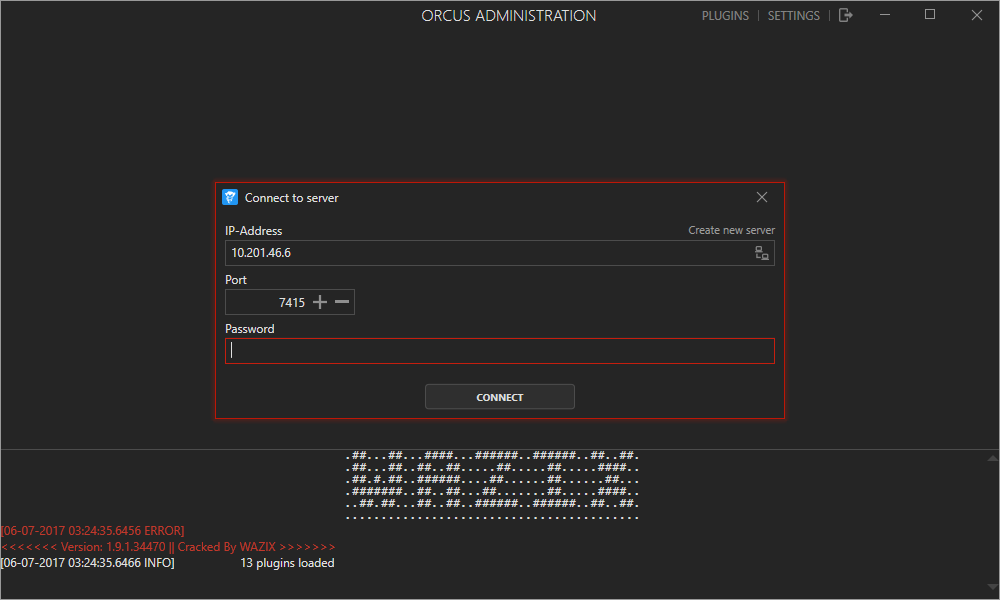 ORCUS ADMINISTRATION
PLUGINS | SETTINGS |
Connect to server
IP-Address
Create new server
10.201.46.6
Port
7415
Password
CONNECT
.##...##...####...######..######..##..##.
.##...##..##..##.....##.....##.....####..
.##.#.##..######....##......##......##...
.#######..##..##...##.......##.....####..
..##.##...##..##..######..######..##..##.
.........................................
[06-07-2017 03:24:35.6456 ERROR]
<<<<<<< Version: 1.9.1.34470 || Cracked By WAZIX >>>>>>>
[06-07-2017 03:24:35.6466 INFO] 13 plugins loaded